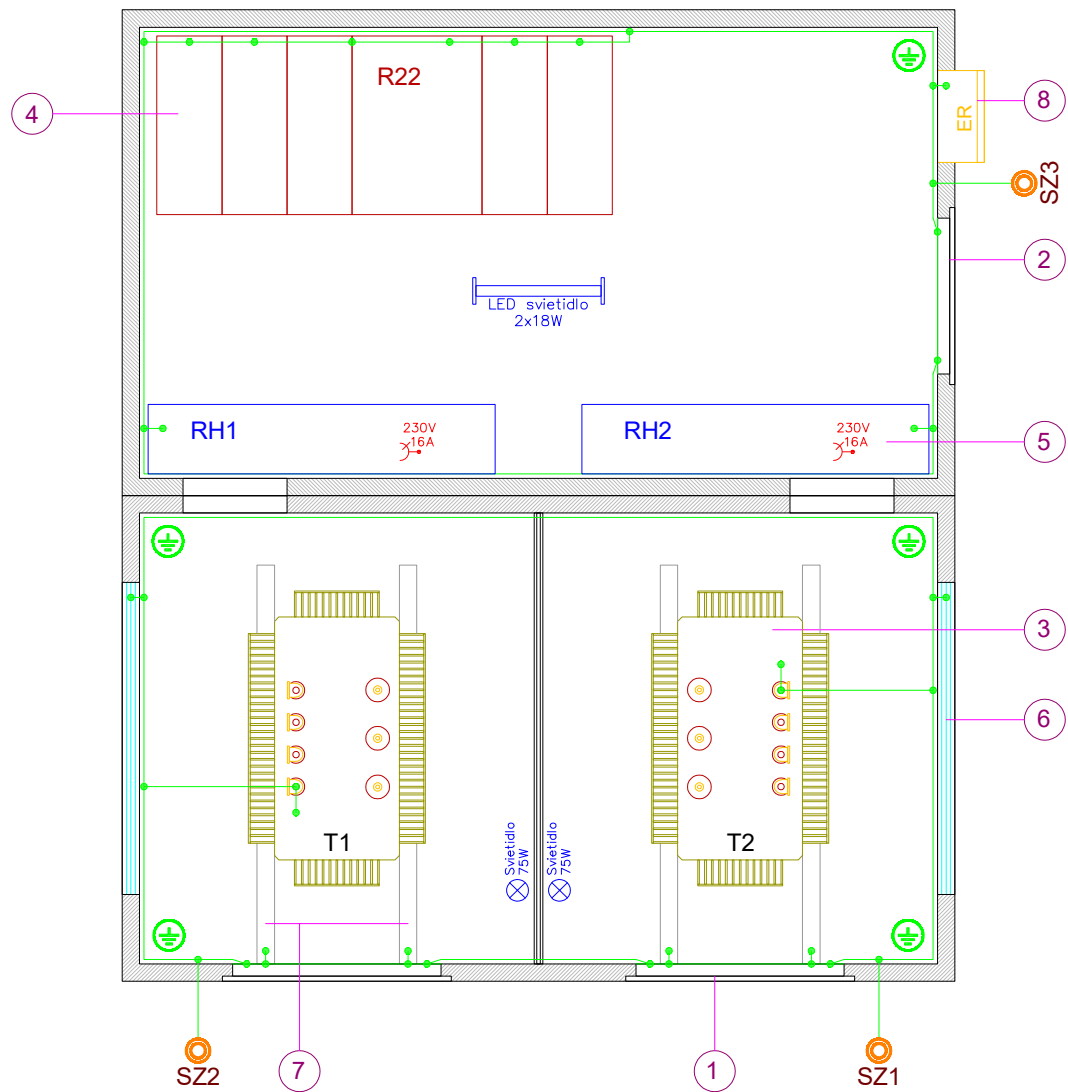 R22
4
8
ER
SZ3
2
LED svietidlo
2x18W
RH1
230V
16A
RH2
230V
16A
5
3
6
T1
T2
Svietidlo
75W
Svietidlo
75W
SZ2
7
1
SZ1